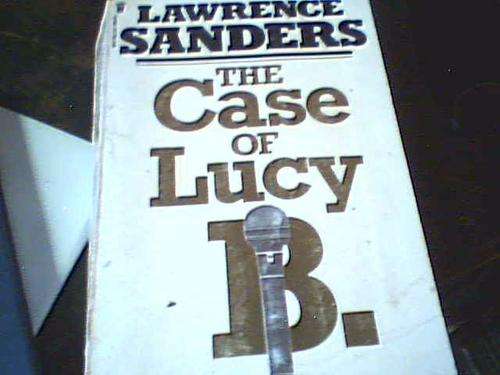 LAWRENCE
SANDERS
THE
Case
OF
Lucy
B.